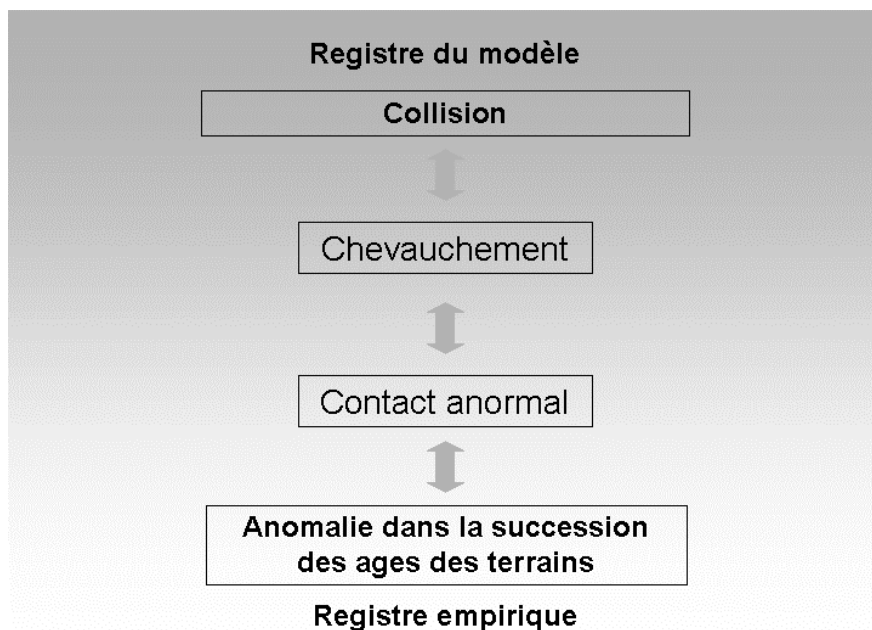 Registre du modèle
Collision
Chevauchement
Contact anormal
Anomalie dans la succession
des ages des terrains
Registre empirique